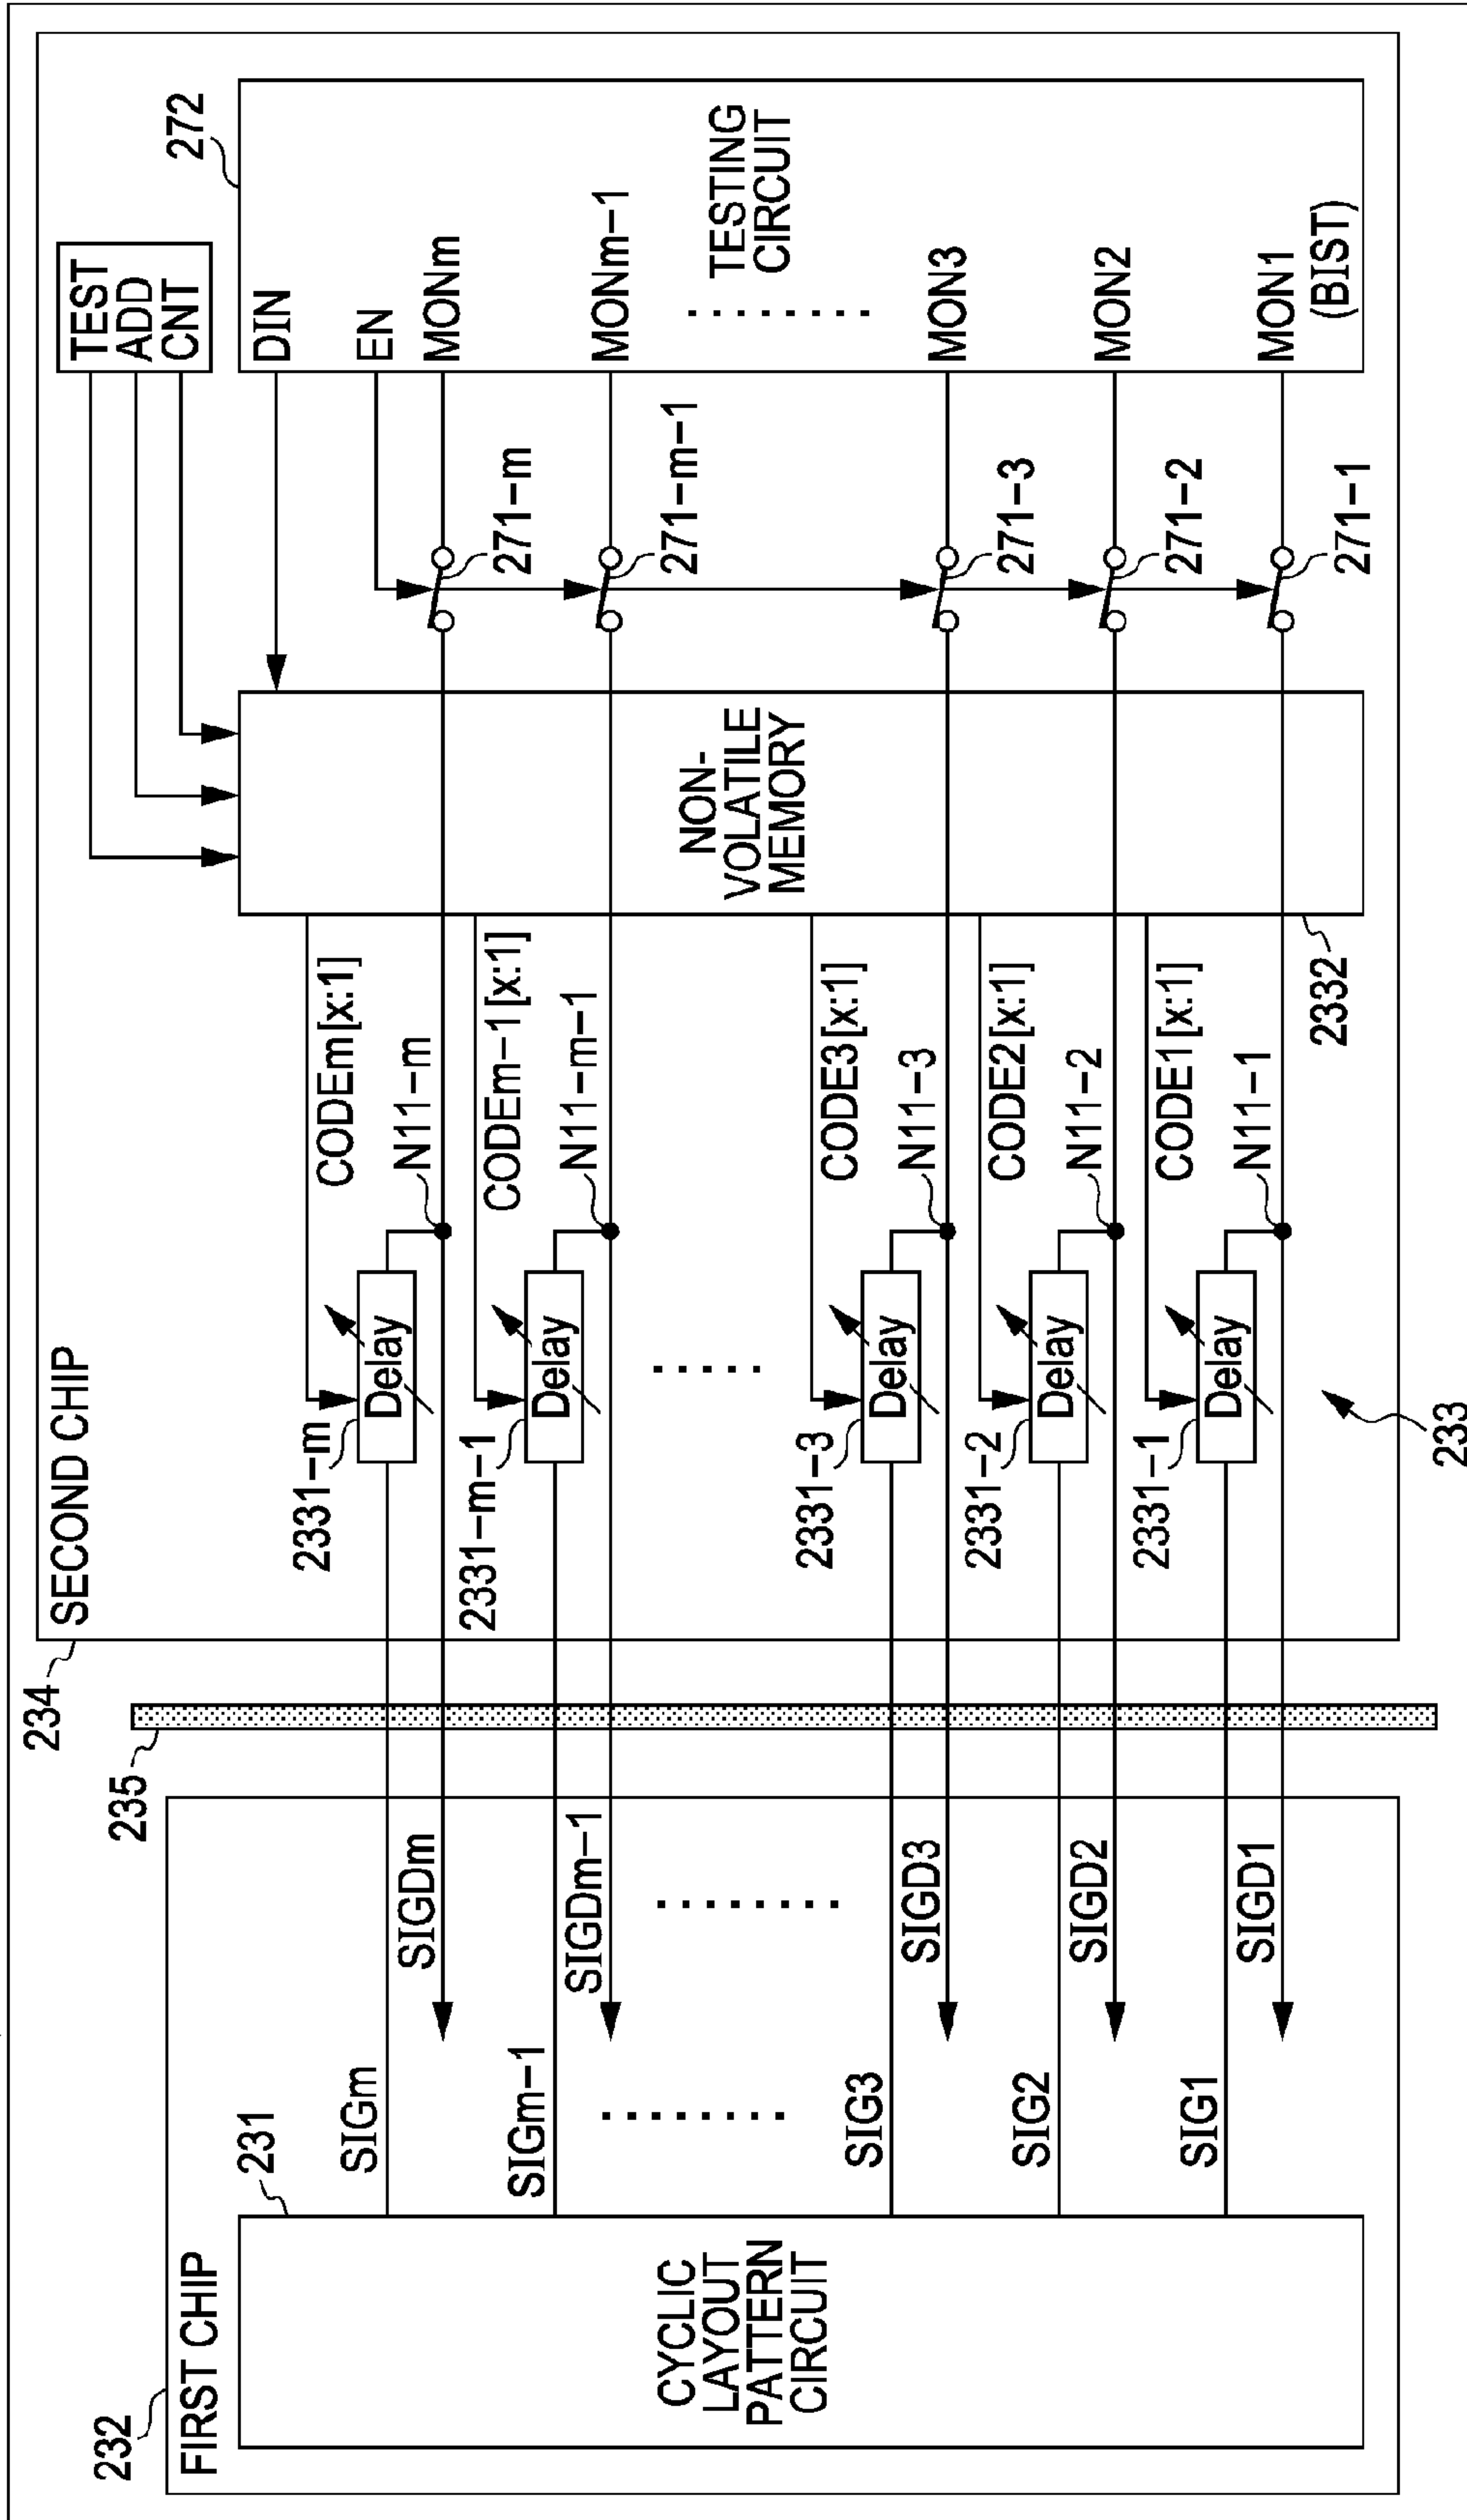 232
FIRST CHIP
231
CYCLIC
LAYOUT
PATTERN
CIRCUIT
SIGm
SIGDm
SIGm-1
SIGDm-1
SIG3
SIGD3
SIG2
SIGD2
SIG1
SIGD1
235
234
SECOND CHIP
2331-m
Delay
CODEm[x:1]
N11-m
2331-m-1
Delay
CODEm-1[x:1]
N11-m-1
2331-3
Delay
CODE3[x:1]
N11-3
2331-2
Delay
CODE2[x:1]
N11-2
2331-1
Delay
CODE1[x:1]
N11-1
233
NON-
VOLATILE
MEMORY
2332
271-m
271-m-1
271-3
271-2
271-1
TEST
ADD
CNT
272
DIN
EN
MONm
MONm-1
TESTING
CIRCUIT
MON3
MON2
MON1
(BIST)